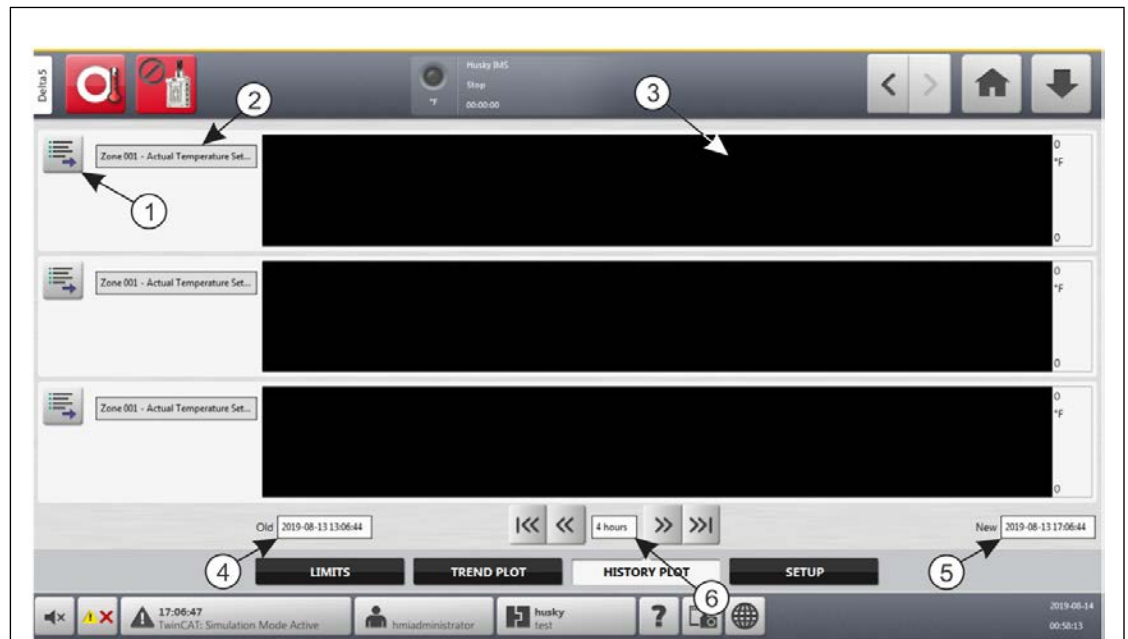 Delta5
Husky IMS
Stop
°F
00:00:00
2
3
Zone 001 - Actual Temperature Set...
0
°F
0
1
Zone 001 - Actual Temperature Set...
0
°F
0
Zone 001 - Actual Temperature Set...
0
°F
0
Old 2019-08-13 13:06:44
4 hours
New 2019-08-13 17:06:44
4
LIMITS
TREND PLOT
HISTORY PLOT
SETUP
5
6
17:06:47
TwinCAT: Simulation Mode Active
hmiadministrator
husky
test
?
2019-08-14
00:58:13